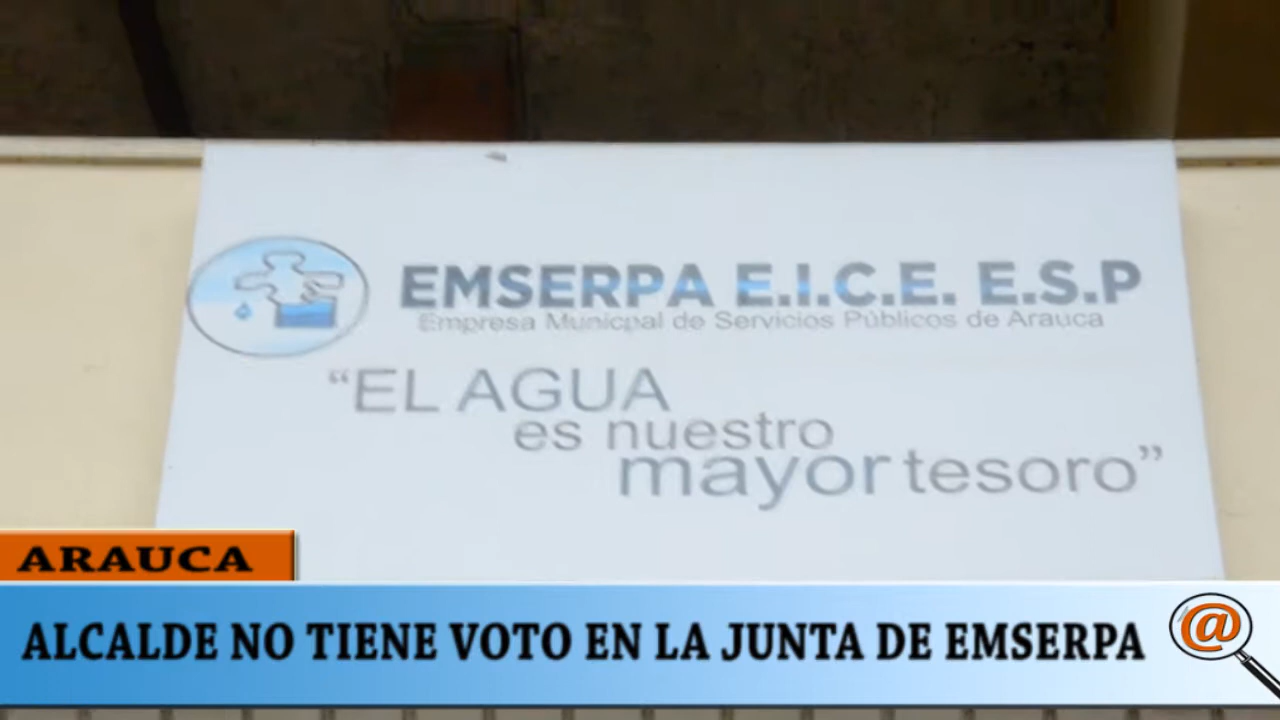 EMSERPA E.I.C.E. E.S.P
Empresa Municpal de Servicios Públicos de Arauca
“EL AGUA
es nuestro
mayor tesoro”
ARAUCA
ALCALDE NO TIENE VOTO EN LA JUNTA DE EMSERPA
@